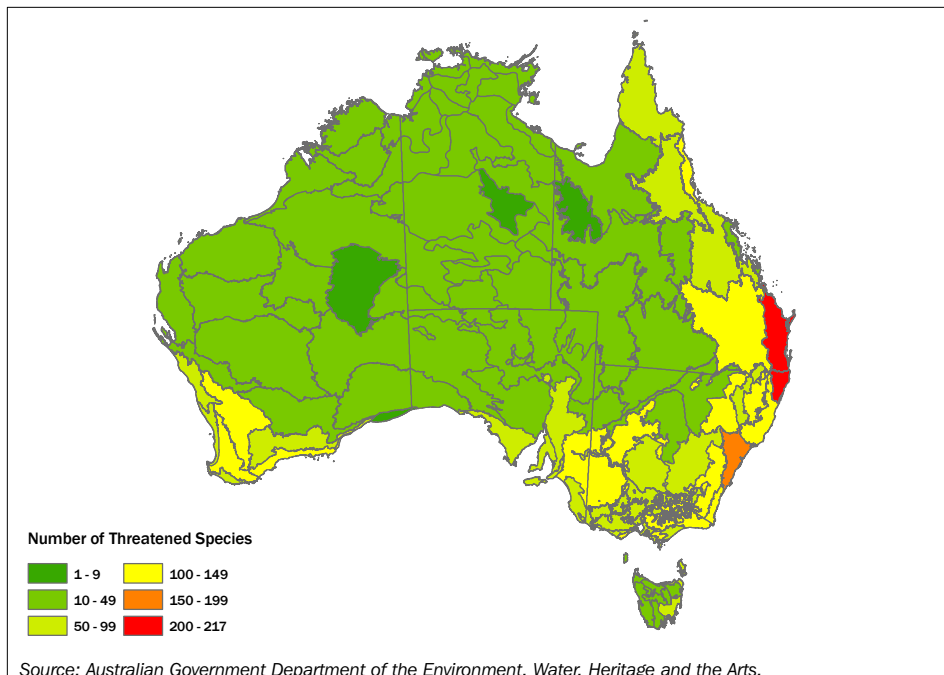 Number of Threatened Species
1 - 9
10 - 49
50 - 99
100 - 149
150 - 199
200 - 217
Source: Australian Government Department of the Environment, Water, Heritage and the Arts.